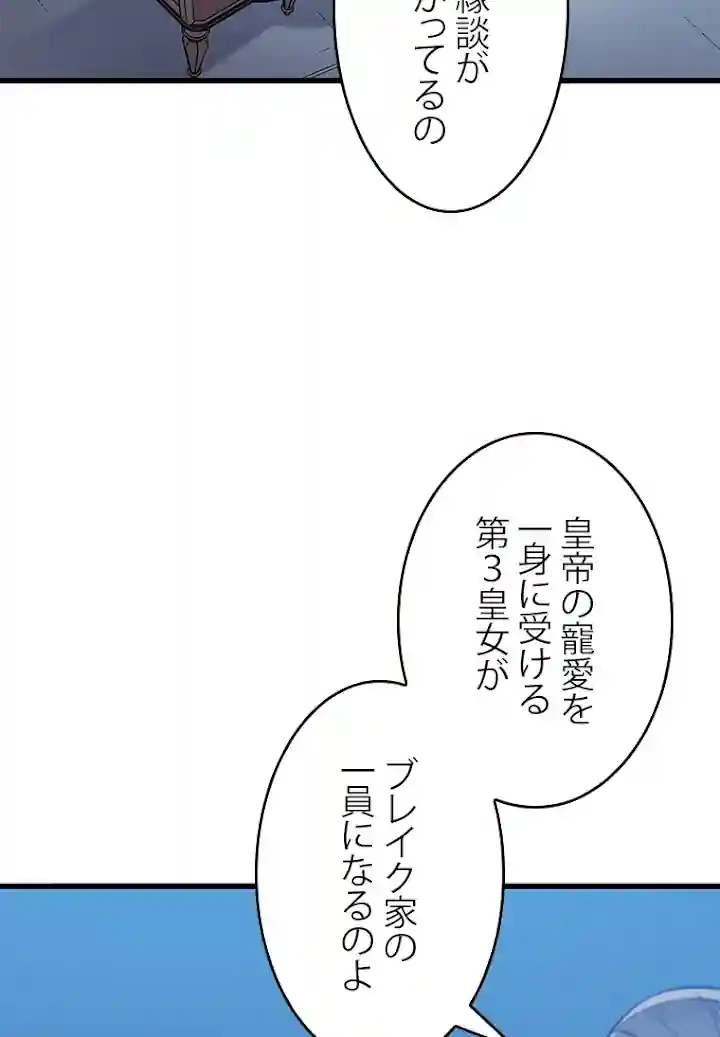 縁談が
かってるの
皇帝の寵愛を
一身に受ける
第3皇女が
ブレイク家の
一員になるのよ